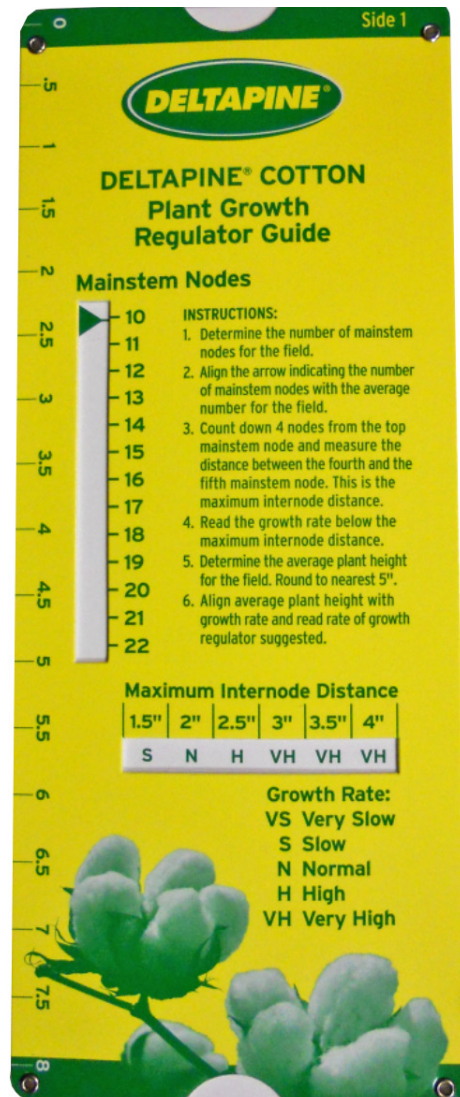 Side 1
0
.5
1
1.5
2
2.5
3
3.5
4
4.5
5
5.5
6
6.5
7
7.5
8
DELTAPINE®
DELTAPINE® COTTON
Plant Growth
Regulator Guide
Mainstem Nodes
10
11
12
13
14
15
16
17
18
19
20
21
22
INSTRUCTIONS:
1. Determine the number of mainstem
nodes for the field.
2. Align the arrow indicating the number
of mainstem nodes with the average
number for the field.
3. Count down 4 nodes from the top
mainstem node and measure the
distance between the fourth and the
fifth mainstem node. This is the
maximum internode distance.
4. Read the growth rate below the
maximum internode distance.
5. Determine the average plant height
for the field. Round to nearest 5".
6. Align average plant height with
growth rate and read rate of growth
regulator suggested.
Maximum Internode Distance
1.5" 2" 2.5" 3" 3.5" 4"
S N H VH VH VH
Growth Rate:
VS Very Slow
S Slow
N Normal
H High
VH Very High